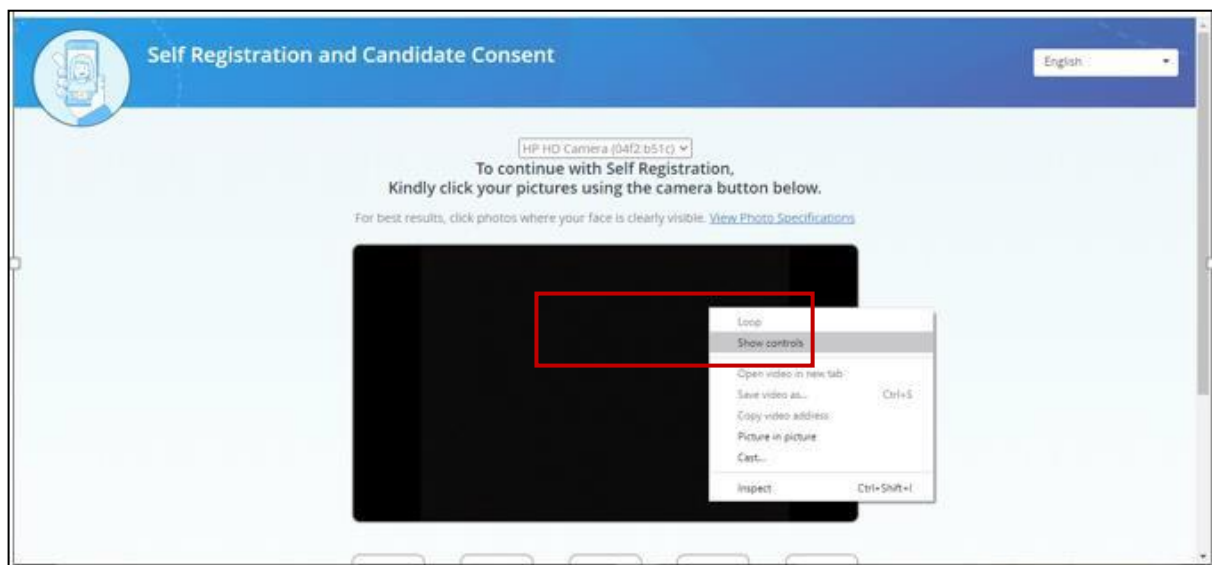 Self Registration and Candidate Consent
English
HP HD Camera (04f2:b51c)
To continue with Self Registration,
Kindly click your pictures using the camera button below.
For best results, click photos where your face is clearly visible. View Photo Specifications
Loop
Show controls
Open video in new tab
Save video as... Ctrl+S
Copy video address
Picture in picture
Cast...
Inspect Ctrl+Shift+I